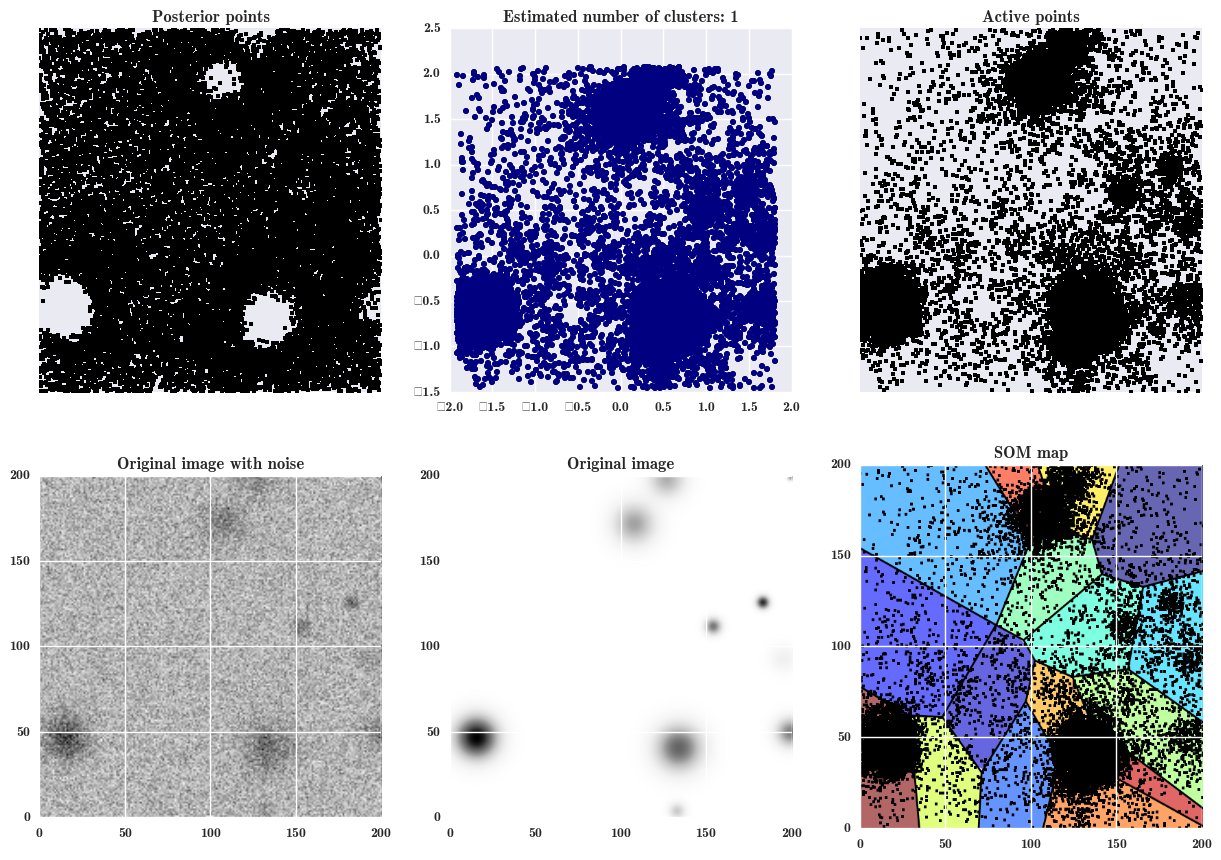 Posterior points
Estimated number of clusters: 1
Active points
2.5
2.0
1.5
1.0
0.5
0.0
□0.5
□1.0
□1.5
□2.0 □1.5 □1.0 □0.5 0.0 0.5 1.0 1.5 2.0
Original image with noise
Original image
SOM map
200
150
100
50
0
0 50 100 150 200
200
150
100
50
0
0 50 100 150 200
200
150
100
50
0
0 50 100 150 200